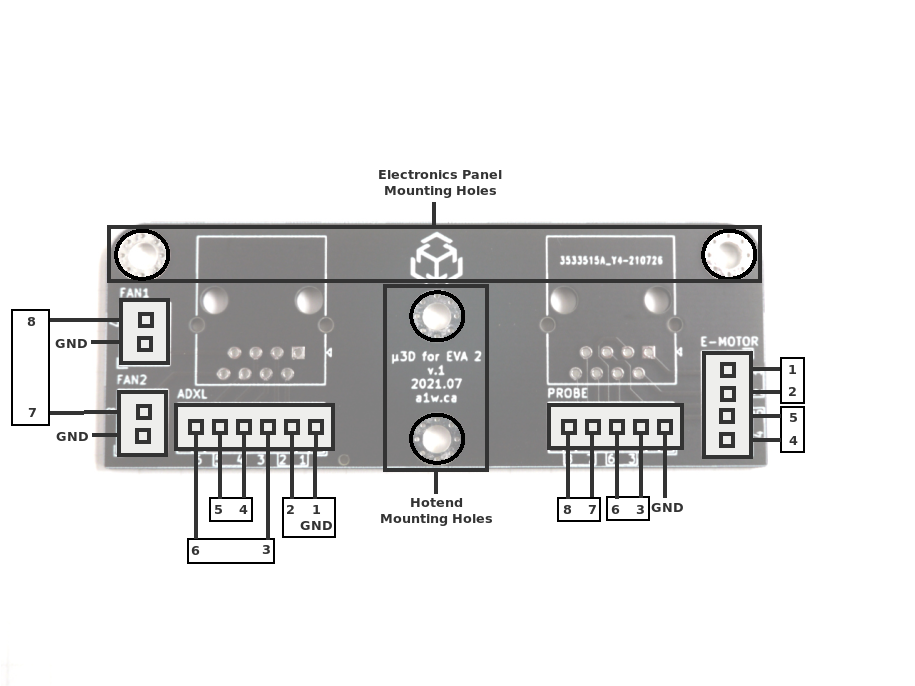 Electronics Panel
Mounting Holes
3533515A_Y4-210726
FAN1
8
GND
E-MOTOR
1
2
5
4
µ3D for EVA 2
v.1
2021.07
a1w.ca
FAN2
7
GND
ADXL
PROBE
4 3 2 1
6 3
5 4
2 1
GND
6 3
Hotend
Mounting Holes
8 7
6 3
GND